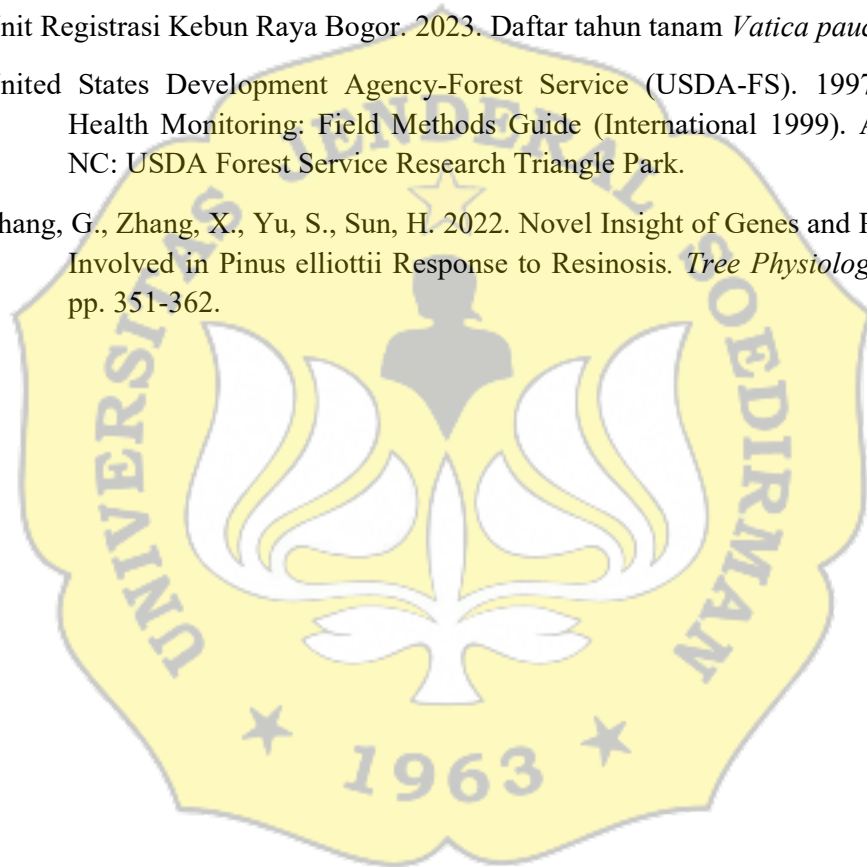 nit Registrasi Kebun Raya Bogor. 2023. Daftar tahun tanam Vatica pauc
nited States Development Agency-Forest Service (USDA-FS). 1997
Health Monitoring: Field Methods Guide (International 1999). A
NC: USDA Forest Service Research Triangle Park.
hang, G., Zhang, X., Yu, S., Sun, H. 2022. Novel Insight of Genes and P
Involved in Pinus elliottii Response to Resinosis. Tree Physiolog
pp. 351-362.
UNIVERSITAS JENDERAL SOEDIRMAN
1963